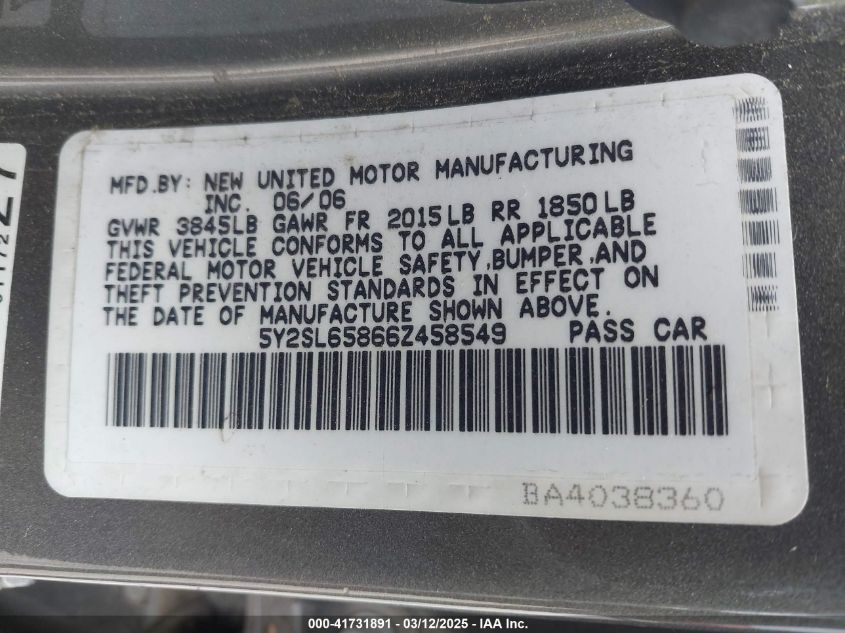 MFD.BY: NEW UNITED MOTOR MANUFACTURING
INC. 06/06
GVWR 3845LB GAWR FR 2015LB RR 1850LB
THIS VEHICLE CONFORMS TO ALL APPLICABLE
FEDERAL MOTOR VEHICLE SAFETY,BUMPER,AND
THEFT PREVENTION STANDARDS IN EFFECT ON
THE DATE OF MANUFACTURE SHOWN ABOVE.
5Y2SL65866Z458549 PASS CAR
BA4038360
000-41731891 - 03/12/2025 - IAA Inc.